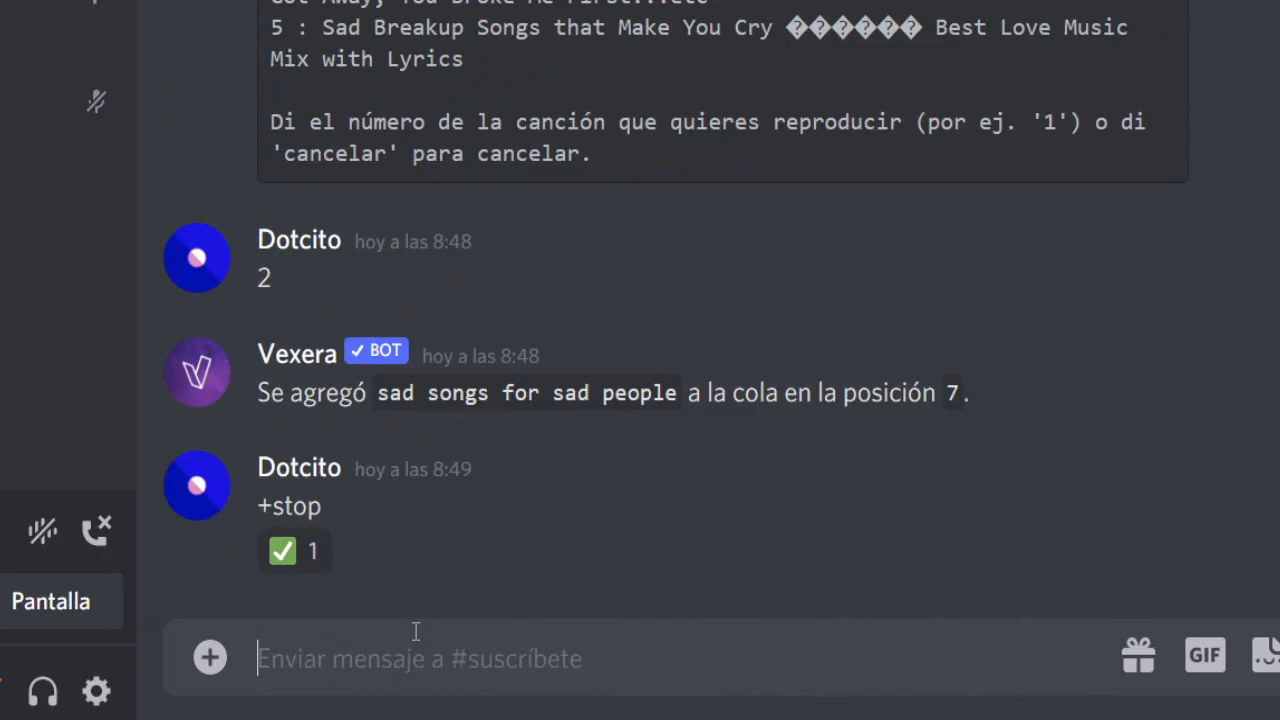 5 : Sad Breakup Songs that Make You Cry ������ Best Love Music
Mix with Lyrics
Di el número de la canción que quieres reproducir (por ej. '1') o di
'cancelar' para cancelar.
Dotcito hoy a las 8:48
2
Vexera ✓ BOT hoy a las 8:48
Se agregó sad songs for sad people a la cola en la posición 7.
Dotcito hoy a las 8:49
+stop
✅ 1
Pantalla
Enviar mensaje a #suscríbete
GIF